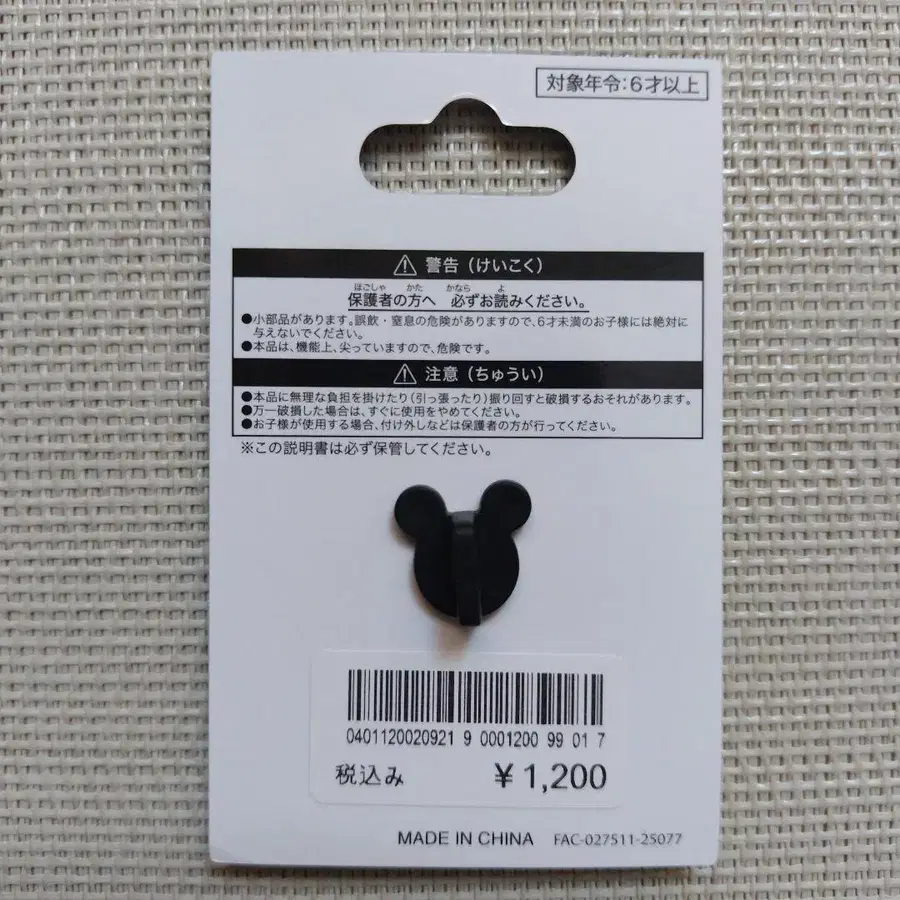 対象年令:6才以上
⚠ 警告（けいこく）
ほごしゃ かた かなら よ
保護者の方へ 必ずお読みください。
●小部品があります。誤飲・窒息の危険がありますので、6才未満のお子様には絶対に
与えないでください。
●本品は、機能上、尖っていますので、危険です。
⚠ 注意（ちゅうい）
●本品に無理な負担を掛けたり（引っ張ったり）振り回すと破損するおそれがあります。
●万一破損した場合は、すぐに使用をやめてください。
●お子様が使用する場合、付け外しなどは保護者の方が行ってください。
※この説明書は必ず保管してください。
0401120020921 9 0001200 99 01 7
税込み ¥1,200
MADE IN CHINA FAC-027511-25077